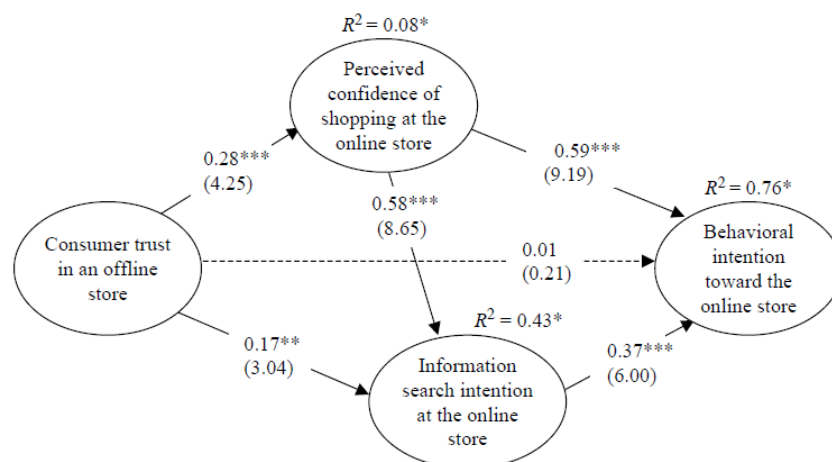 R² = 0.08*
Perceived
confidence of
shopping at the
online store
0.28***
(4.25)
0.59***
(9.19)
R² = 0.76*
0.58***
(8.65)
Consumer trust
in an offline
store
0.01
(0.21)
Behavioral
intention
toward the
online store
0.17**
(3.04)
R² = 0.43*
Information
search intention
at the online
store
0.37***
(6.00)